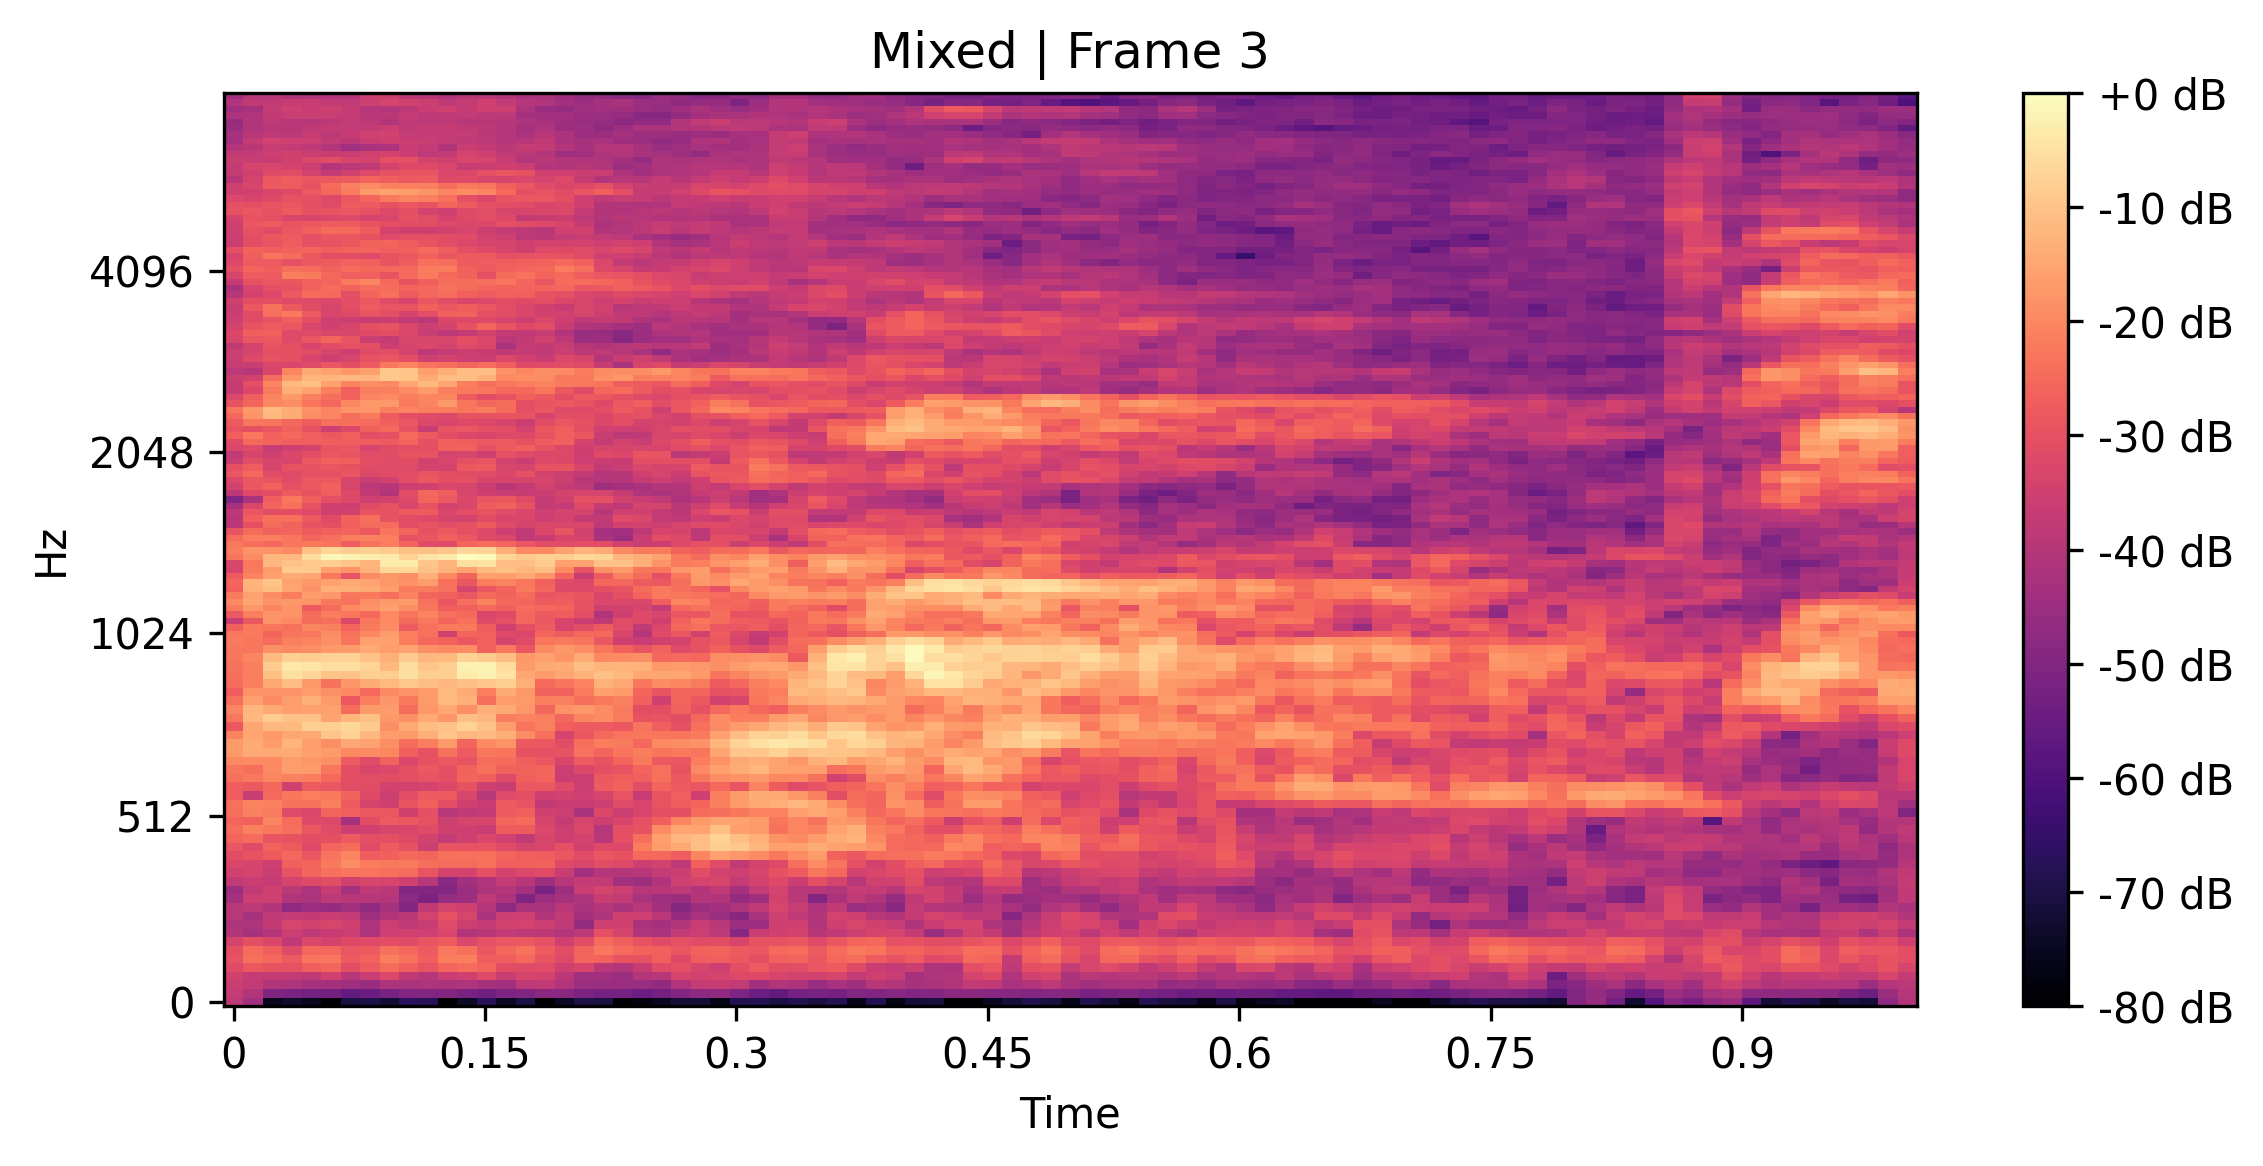 Mixed | Frame 3
Hz
4096
2048
1024
512
0
0 0.15 0.3 0.45 0.6 0.75 0.9
Time
+0 dB
-10 dB
-20 dB
-30 dB
-40 dB
-50 dB
-60 dB
-70 dB
-80 dB